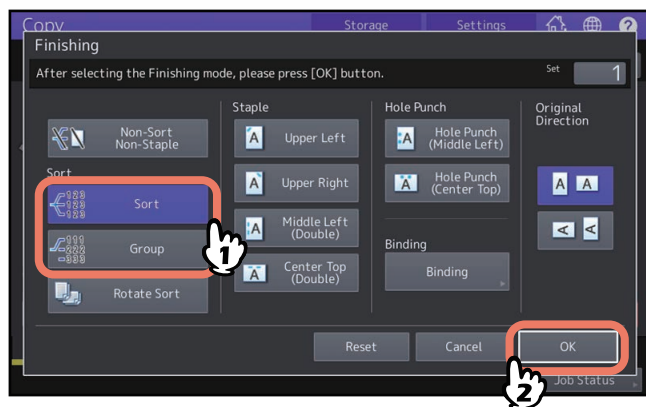 Copy
Storage
Settings
?
Finishing
After selecting the Finishing mode, please press [OK] button.
Set
1
Non-Sort
Non-Staple
Sort
Sort
Group
Rotate Sort
Staple
Upper Left
Upper Right
Middle Left
(Double)
Center Top
(Double)
Hole Punch
Hole Punch
(Middle Left)
Hole Punch
(Center Top)
Binding
Binding
Original
Direction
A A
A A
Reset
Cancel
OK
Job Status
1
2